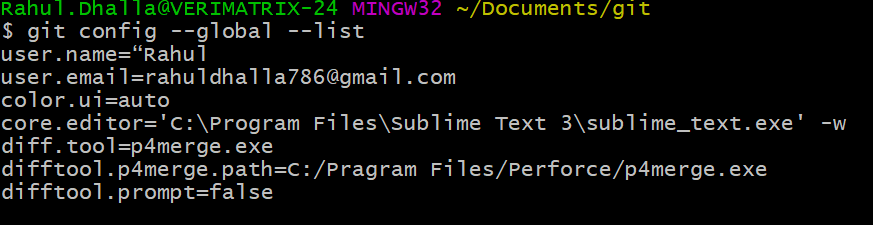 Rahul.Dhalla@VERIMATRIX-24 MINGW32 ~/Documents/git
$ git config --global --list
user.name=“Rahul
user.email=rahuldhalla786@gmail.com
color.ui=auto
core.editor='C:\Program Files\Sublime Text 3\sublime_text.exe' -w
diff.tool=p4merge.exe
difftool.p4merge.path=C:/Pragram Files/Perforce/p4merge.exe
difftool.prompt=false